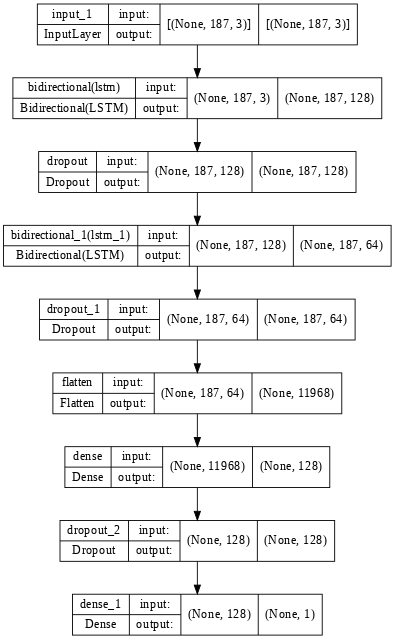 input_1 input: [(None, 187, 3)] [(None, 187, 3)]
InputLayer output:
bidirectional(lstm) input: (None, 187, 3) (None, 187, 128)
Bidirectional(LSTM) output:
dropout input: (None, 187, 128) (None, 187, 128)
Dropout output:
bidirectional_1(lstm_1) input: (None, 187, 128) (None, 187, 64)
Bidirectional(LSTM) output:
dropout_1 input: (None, 187, 64) (None, 187, 64)
Dropout output:
flatten input: (None, 187, 64) (None, 11968)
Flatten output:
dense input: (None, 11968) (None, 128)
Dense output:
dropout_2 input: (None, 128) (None, 128)
Dropout output:
dense_1 input: (None, 128) (None, 1)
Dense output: